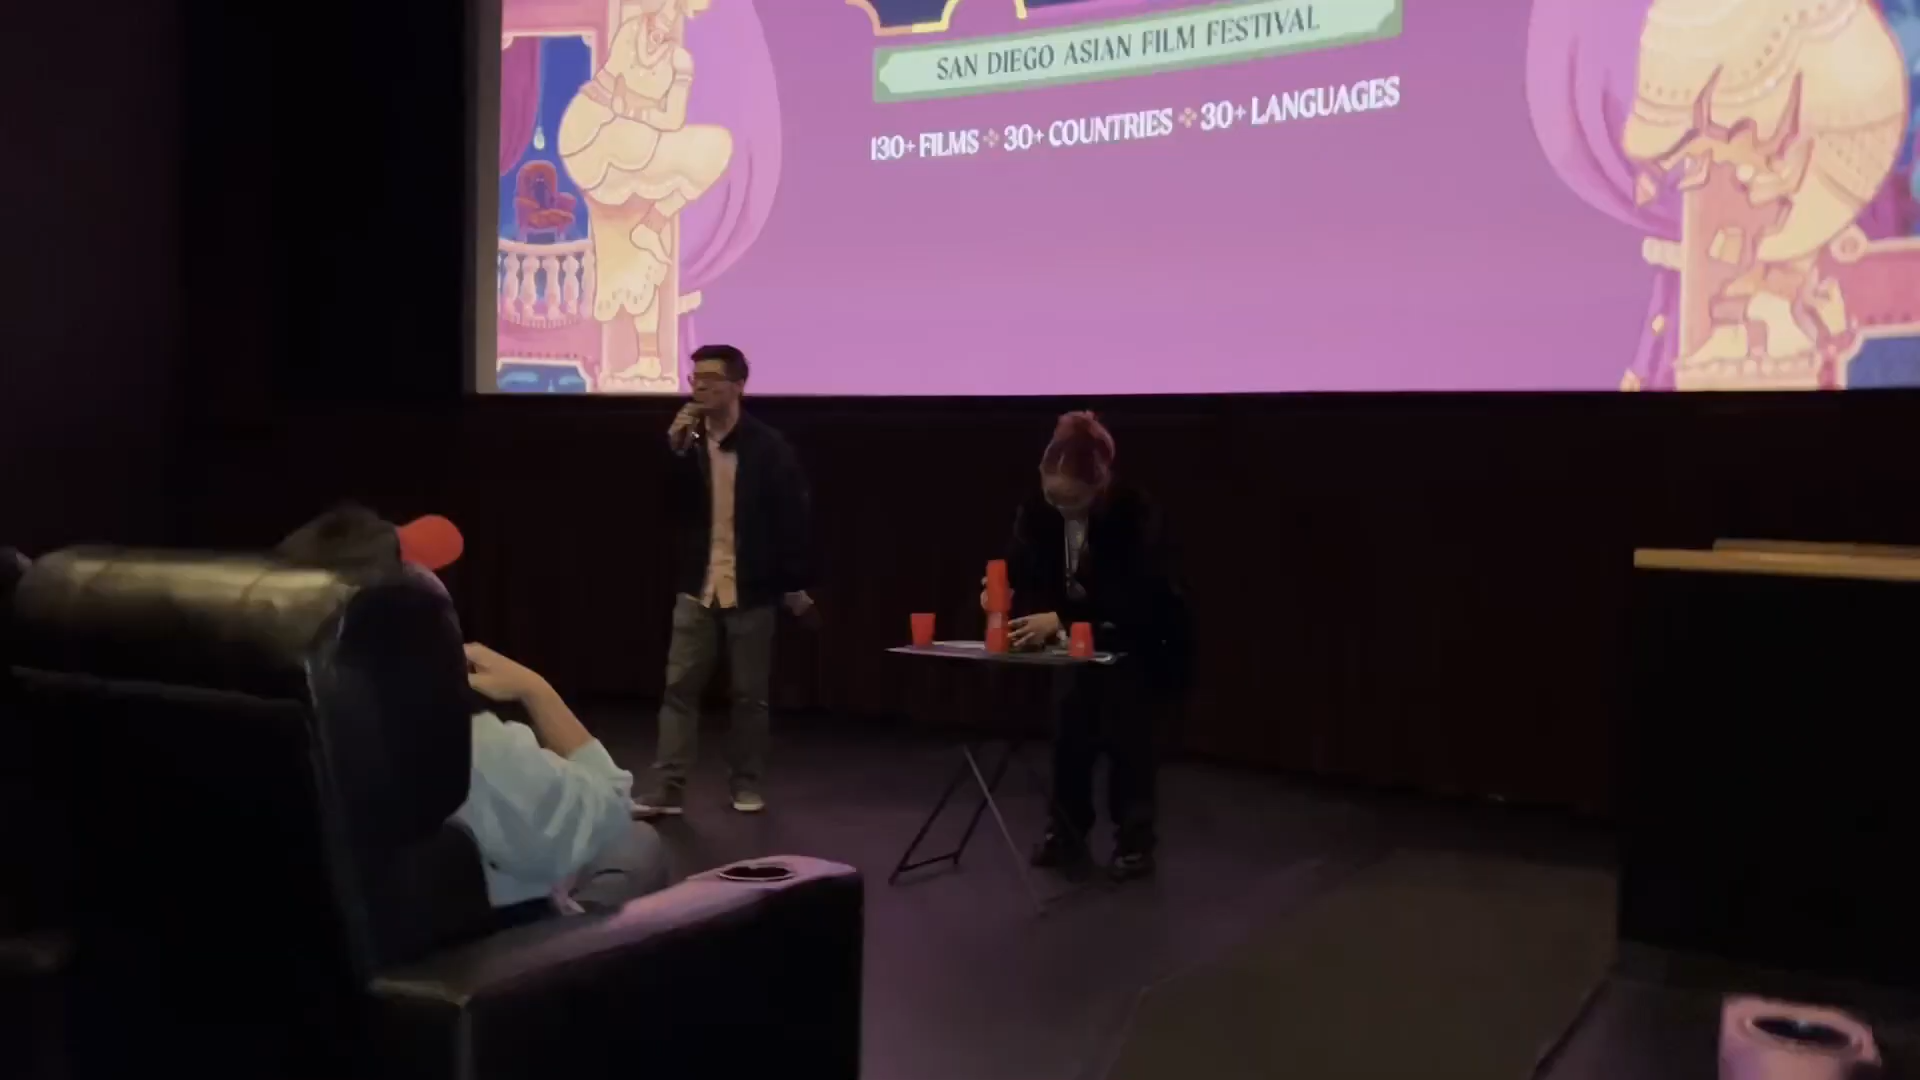 SAN DIEGO ASIAN FILM FESTIVAL
130+ FILMS ✣ 30+ COUNTRIES ✣ 30+ LANGUAGES